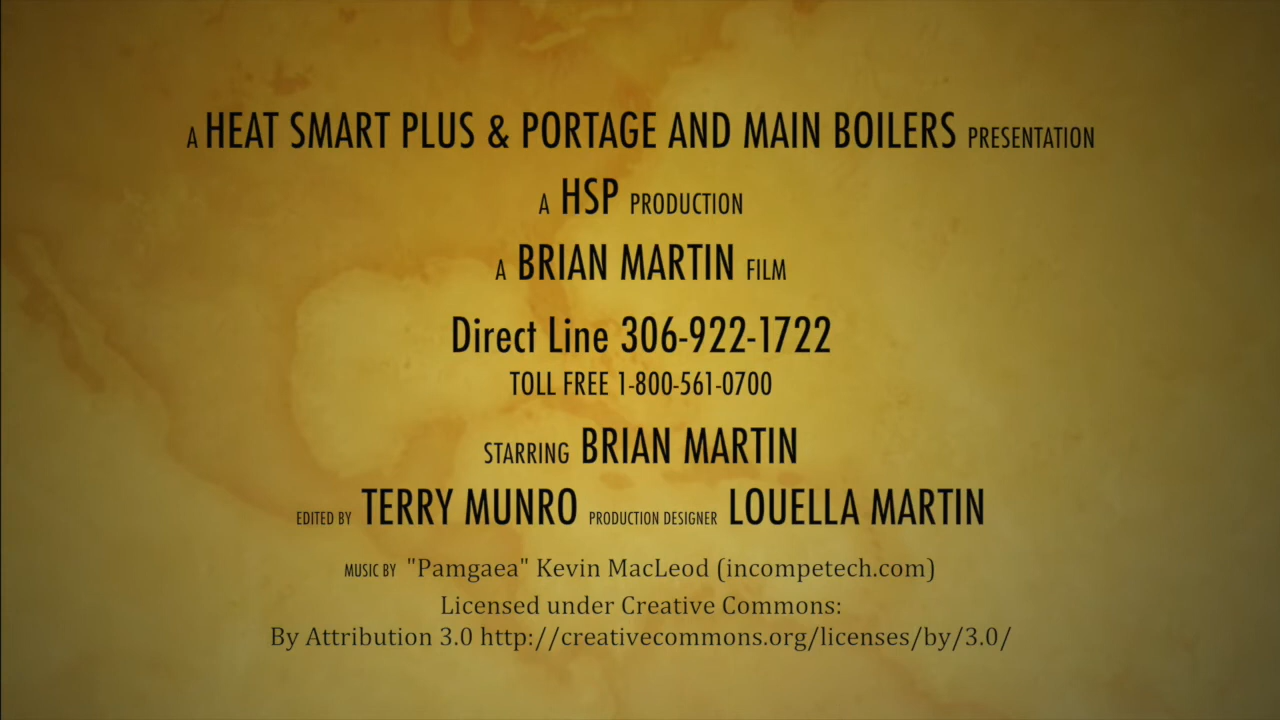 A HEAT SMART PLUS & PORTAGE AND MAIN BOILERS PRESENTATION
A HSP PRODUCTION
A BRIAN MARTIN FILM
Direct Line 306-922-1722
TOLL FREE 1-800-561-0700
STARRING BRIAN MARTIN
EDITED BY TERRY MUNRO PRODUCTION DESIGNER LOUELLA MARTIN
MUSIC BY "Pamgaea" Kevin MacLeod (incompetech.com)
Licensed under Creative Commons:
By Attribution 3.0 http://creativecommons.org/licenses/by/3.0/